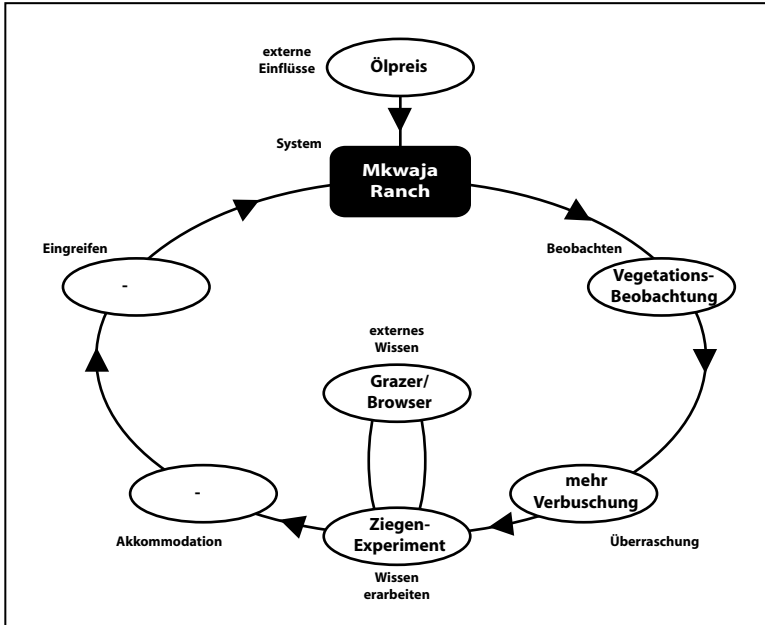 externe
Einflüsse
Ölpreis
System
Mkwaja
Ranch
Eingreifen
Beobachten
-
Vegetations-
Beobachtung
externes
Wissen
Grazer/
Browser
-
mehr
Verbuschung
Ziegen-
Experiment
Akkommodation
Überraschung
Wissen
erarbeiten